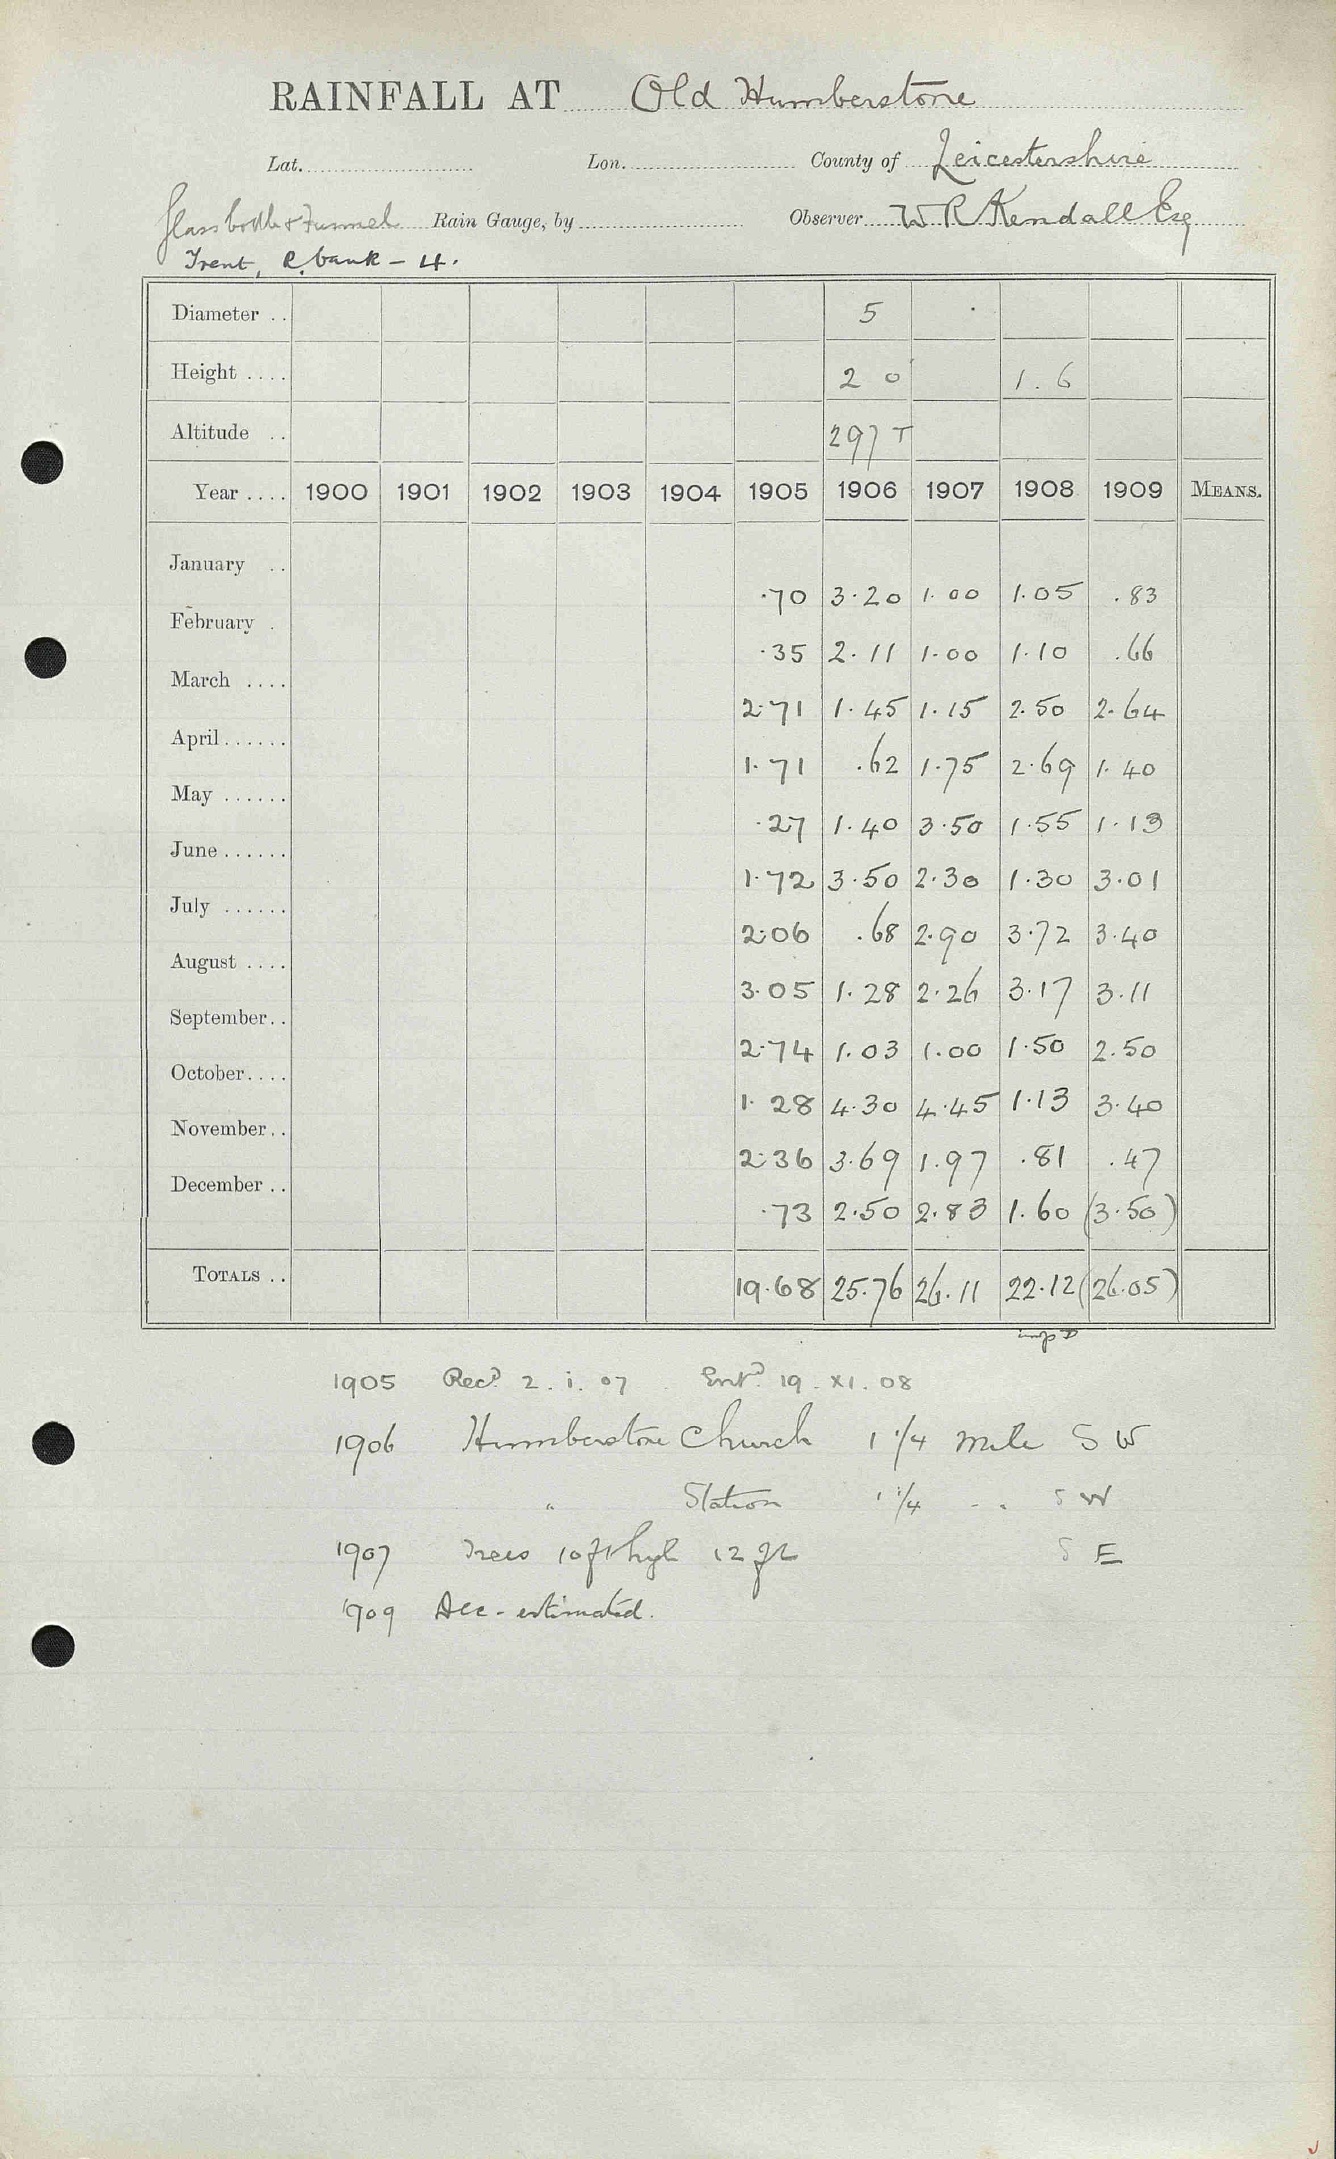 RAINFALL AT Old Humberstone
Lat. Lon. County of Leicestershire
Glass bottle & Funnel Rain Gauge, by Observer W R Kendall Esq
Trent, R. bank - 4.
Diameter . . 5
Height . . . . 2 0 1 . 6
Altitude . . 297 T
Year . . . . 1900 1901 1902 1903 1904 1905 1906 1907 1908 1909 MEANS.
January . . .70 3.20 1.00 1.05 .83
February . .35 2.11 1.00 1.10 .66
March . . . . 2.71 1.45 1.15 2.50 2.64
April . . . . . . 1.71 .62 1.75 2.69 1.40
May . . . . . . .27 1.40 3.50 1.55 1.13
June . . . . . . 1.72 3.50 2.30 1.30 3.01
July . . . . . . 2.06 .68 2.90 3.72 3.40
August . . . . 3.05 1.28 2.26 3.17 3.11
September . . 2.74 1.03 1.00 1.50 2.50
October . . . . 1.28 4.30 4.45 1.13 3.40
November . . 2.36 3.69 1.97 .81 .47
December . . .73 2.50 2.83 1.60 (3.50)
TOTALS . . 19.68 25.76 26.11 22.12 (26.05)
1905 Recd 2 . i . 07 Entd 19 . XI . 08
1906 Humberstone Church 1 1/4 mile S W
" Station 1 1/4 " S W
1907 Trees 10 ft high 12 ft S E
1909 Dec - estimated.